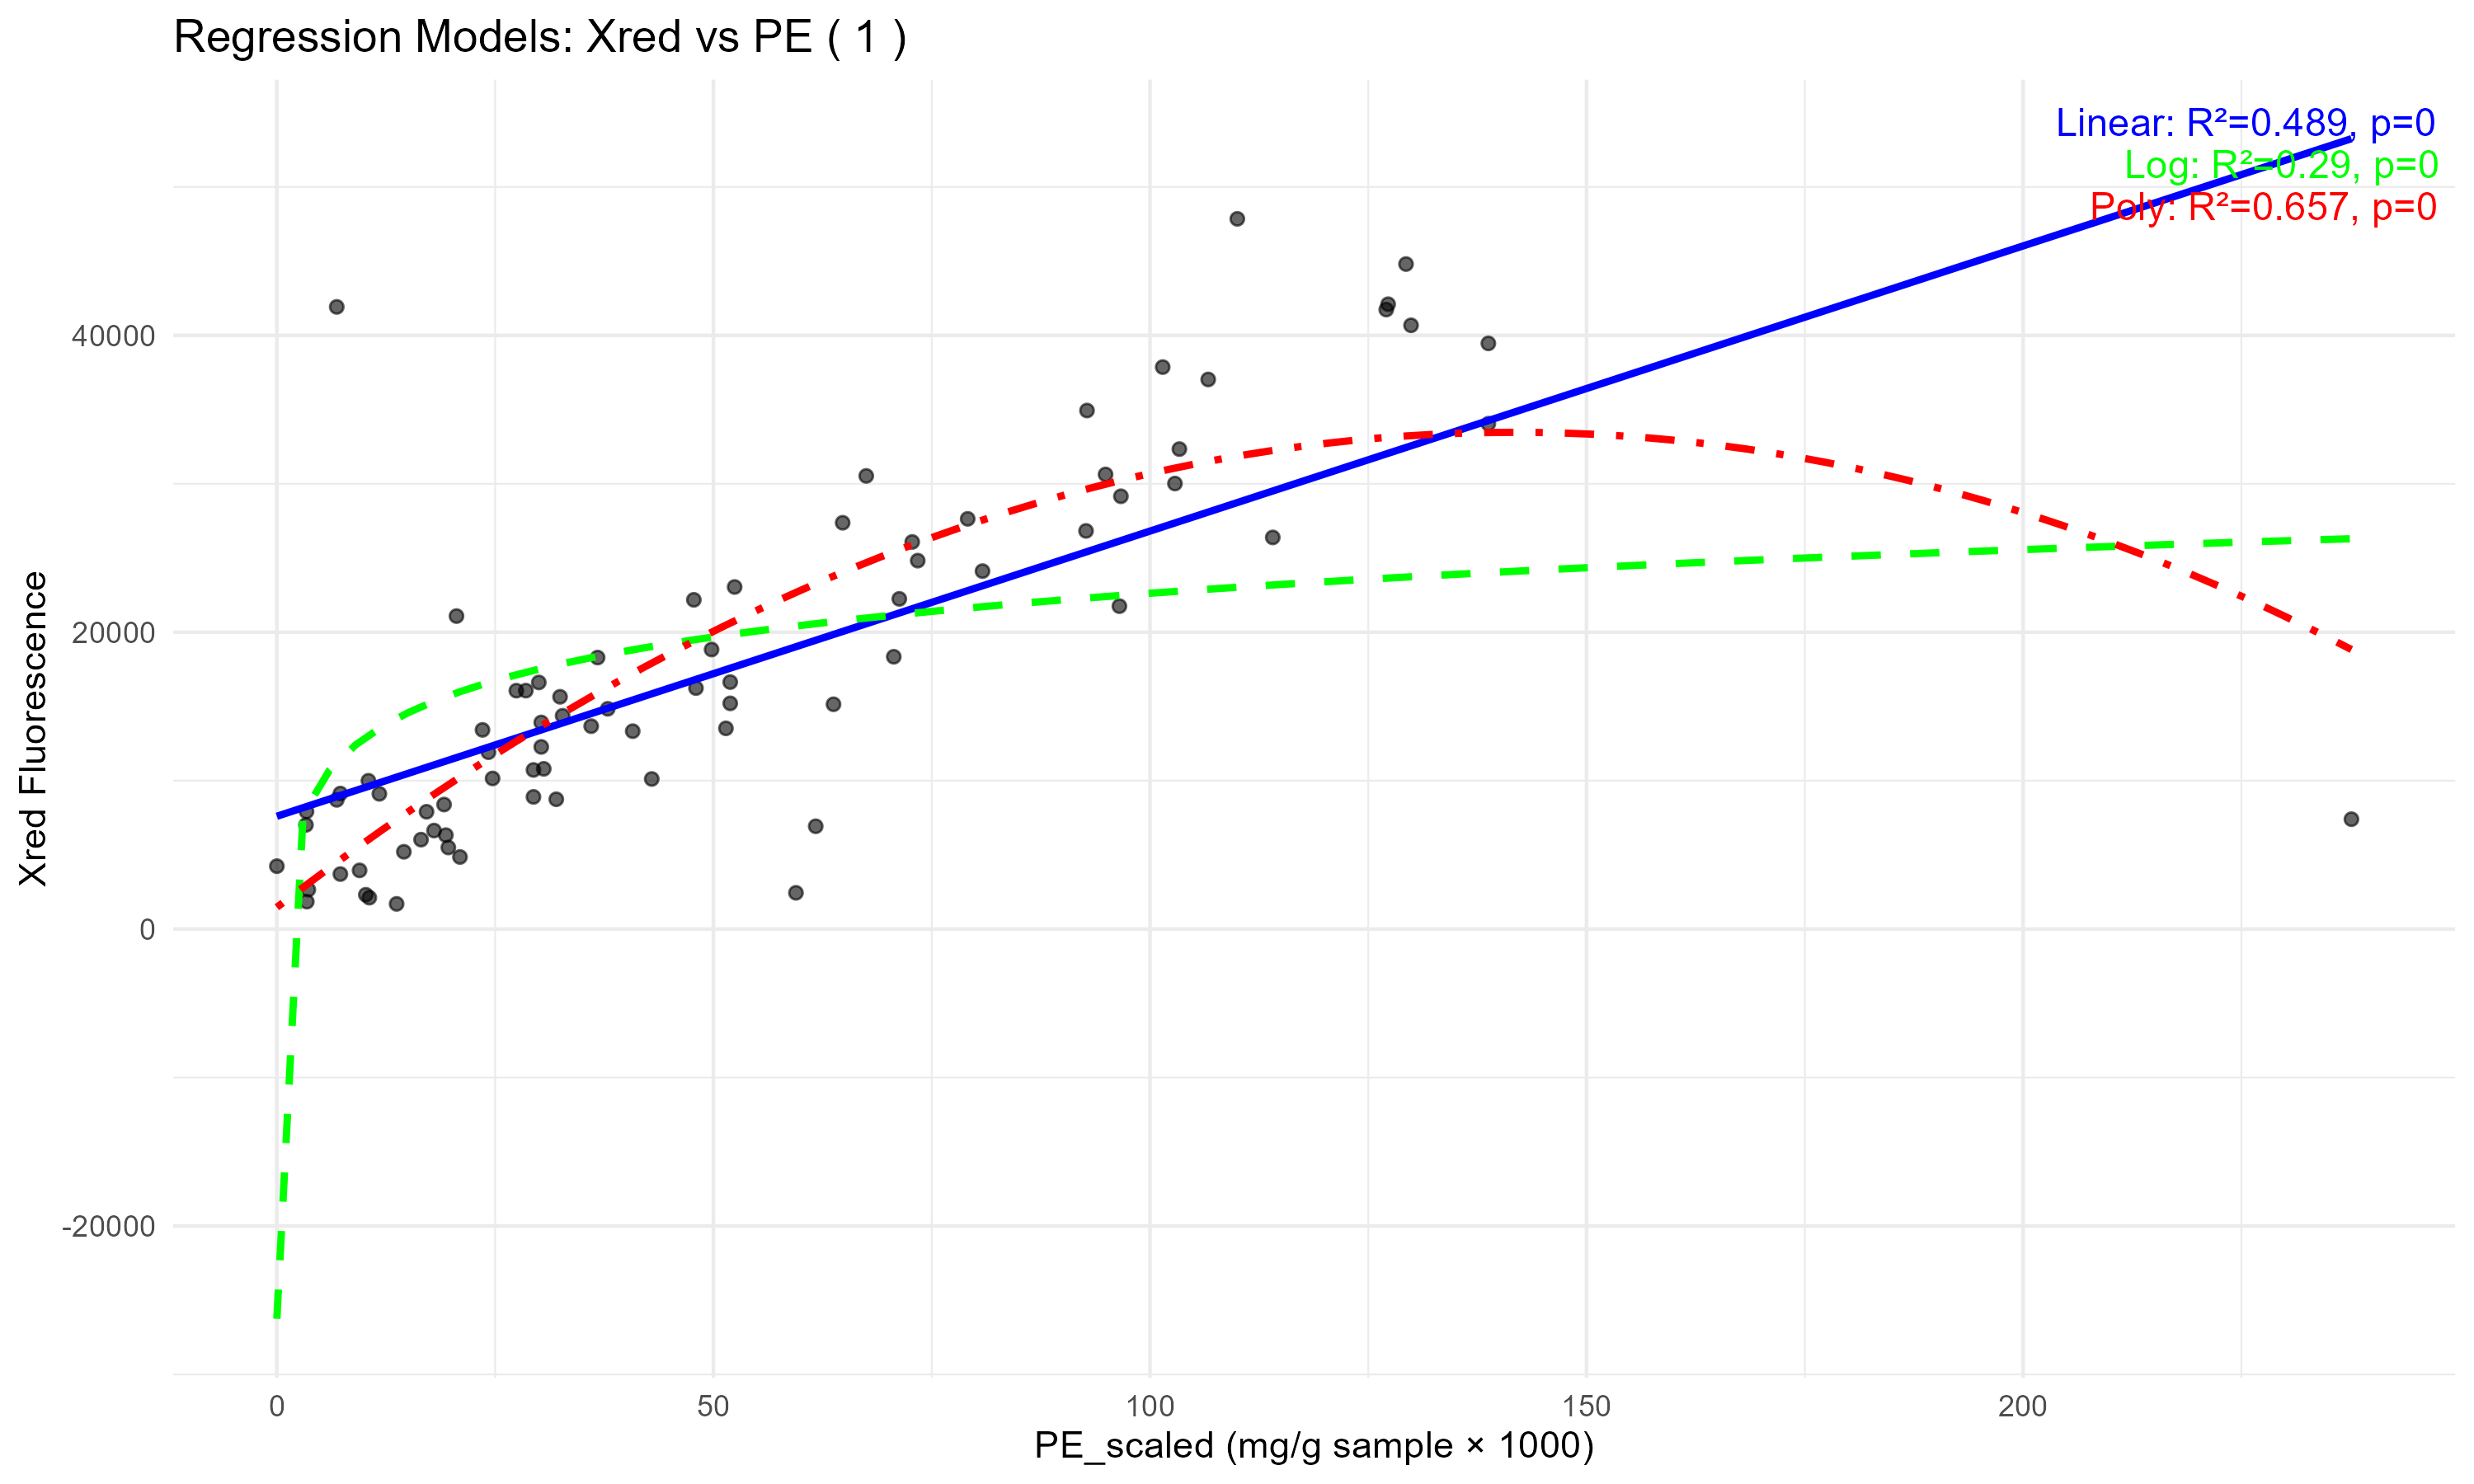 Regression Models: Xred vs PE ( 1 )
Linear: R²=0.489, p=0
Log: R²=0.29, p=0
Poly: R²=0.657, p=0
Xred Fluorescence
40000
20000
0
-20000
0 50 100 150 200
PE_scaled (mg/g sample × 1000)